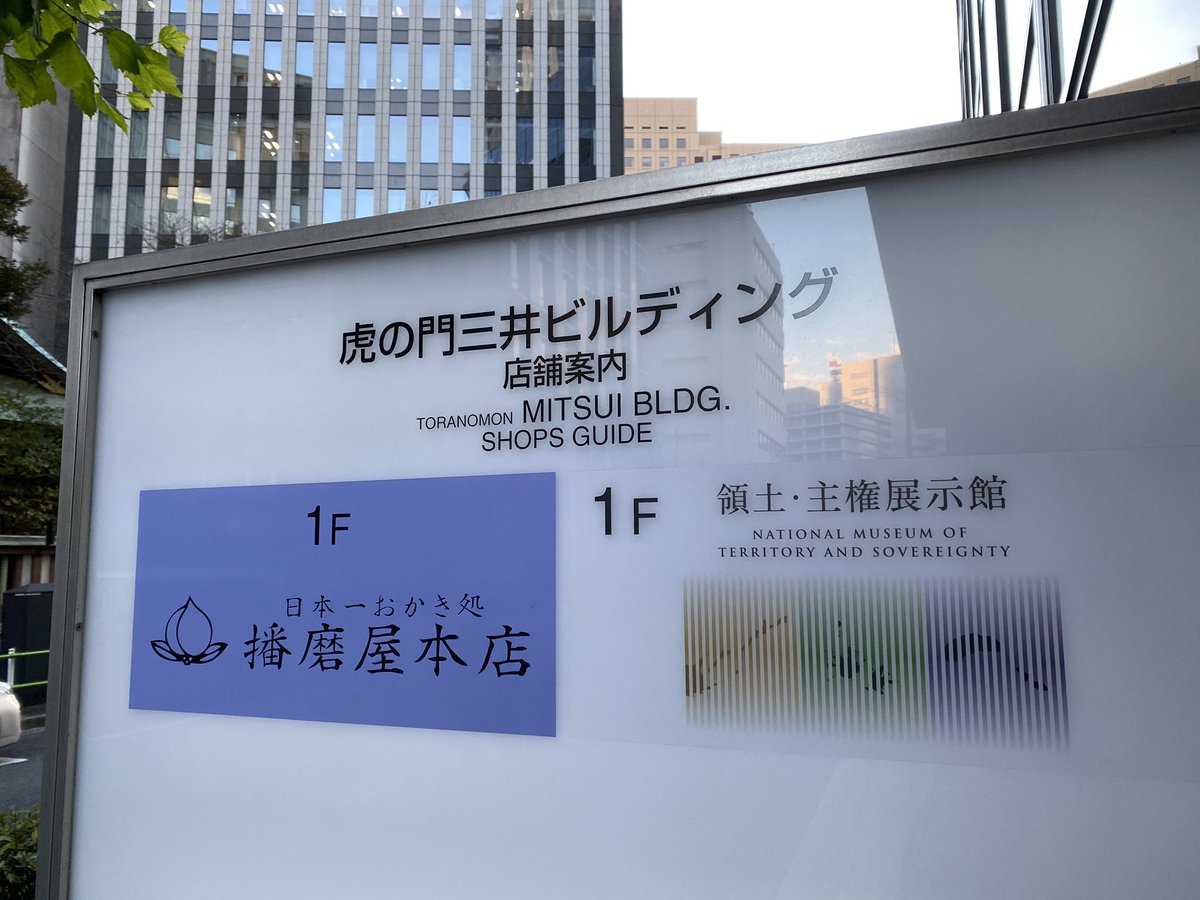 虎の門三井ビルディング
店舗案内
TORANOMON MITSUI BLDG.
SHOPS GUIDE
1F
日本一おかき処
播磨屋本店
1F
領土・主権展示館
NATIONAL MUSEUM OF
TERRITORY AND SOVEREIGNTY